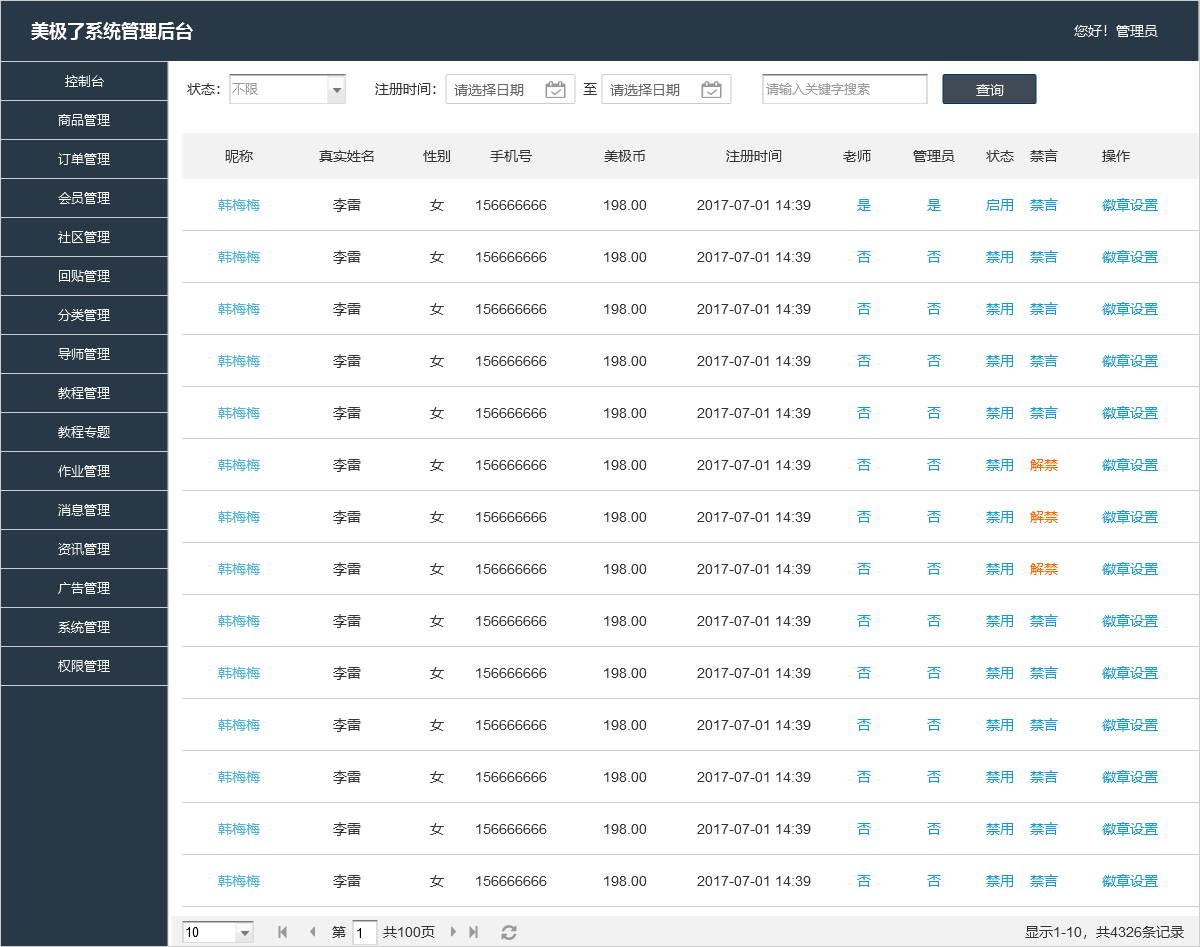 美极了系统管理后台
您好！管理员
控制台
商品管理
订单管理
会员管理
社区管理
回贴管理
分类管理
导师管理
教程管理
教程专题
作业管理
消息管理
资讯管理
广告管理
系统管理
权限管理
状态： 不限 注册时间： 请选择日期 至 请选择日期 请输入关键字搜索 查询
昵称 真实姓名 性别 手机号 美极币 注册时间 老师 管理员 状态 禁言 操作
韩梅梅 李雷 女 156666666 198.00 2017-07-01 14:39 是 是 启用 禁言 徽章设置
韩梅梅 李雷 女 156666666 198.00 2017-07-01 14:39 否 否 禁用 禁言 徽章设置
韩梅梅 李雷 女 156666666 198.00 2017-07-01 14:39 否 否 禁用 禁言 徽章设置
韩梅梅 李雷 女 156666666 198.00 2017-07-01 14:39 否 否 禁用 禁言 徽章设置
韩梅梅 李雷 女 156666666 198.00 2017-07-01 14:39 否 否 禁用 禁言 徽章设置
韩梅梅 李雷 女 156666666 198.00 2017-07-01 14:39 否 否 禁用 解禁 徽章设置
韩梅梅 李雷 女 156666666 198.00 2017-07-01 14:39 否 否 禁用 解禁 徽章设置
韩梅梅 李雷 女 156666666 198.00 2017-07-01 14:39 否 否 禁用 解禁 徽章设置
韩梅梅 李雷 女 156666666 198.00 2017-07-01 14:39 否 否 禁用 禁言 徽章设置
韩梅梅 李雷 女 156666666 198.00 2017-07-01 14:39 否 否 禁用 禁言 徽章设置
韩梅梅 李雷 女 156666666 198.00 2017-07-01 14:39 否 否 禁用 禁言 徽章设置
韩梅梅 李雷 女 156666666 198.00 2017-07-01 14:39 否 否 禁用 禁言 徽章设置
韩梅梅 李雷 女 156666666 198.00 2017-07-01 14:39 否 否 禁用 禁言 徽章设置
韩梅梅 李雷 女 156666666 198.00 2017-07-01 14:39 否 否 禁用 禁言 徽章设置
10 第 1 共100页 显示1-10，共4326条记录